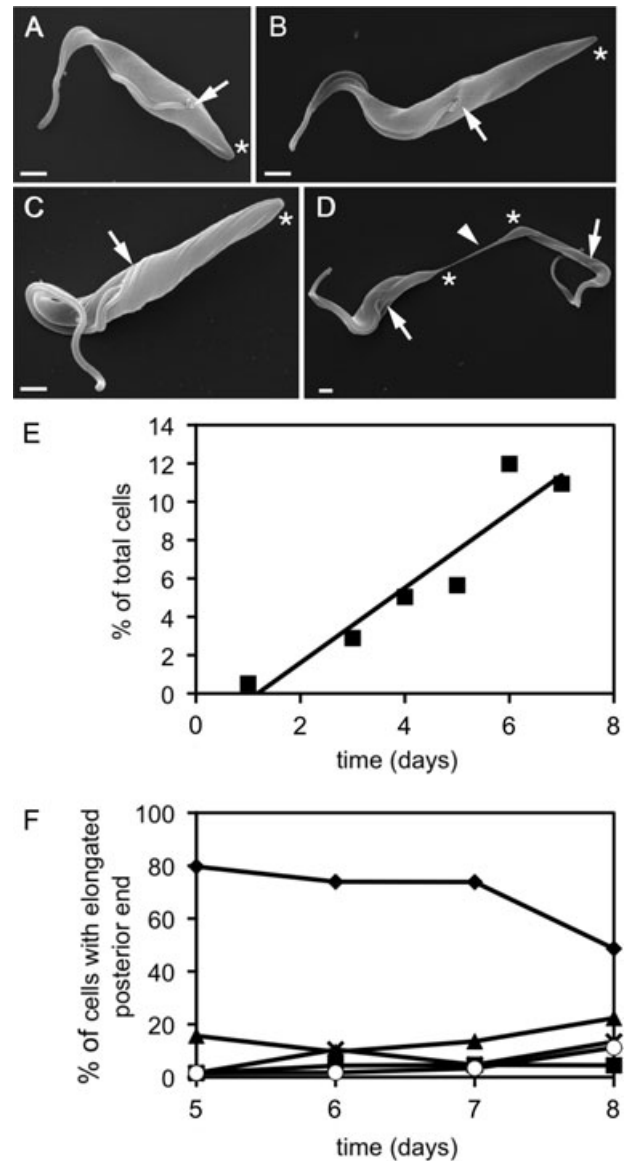 A
B
*
*
C
D
*
*
*
E
14
12
10
8
6
4
2
0
% of total cells
0 2 4 6 8
time (days)
F
100
80
60
40
20
0
% of cells with elongated
posterior end
5 6 7 8
time (days)